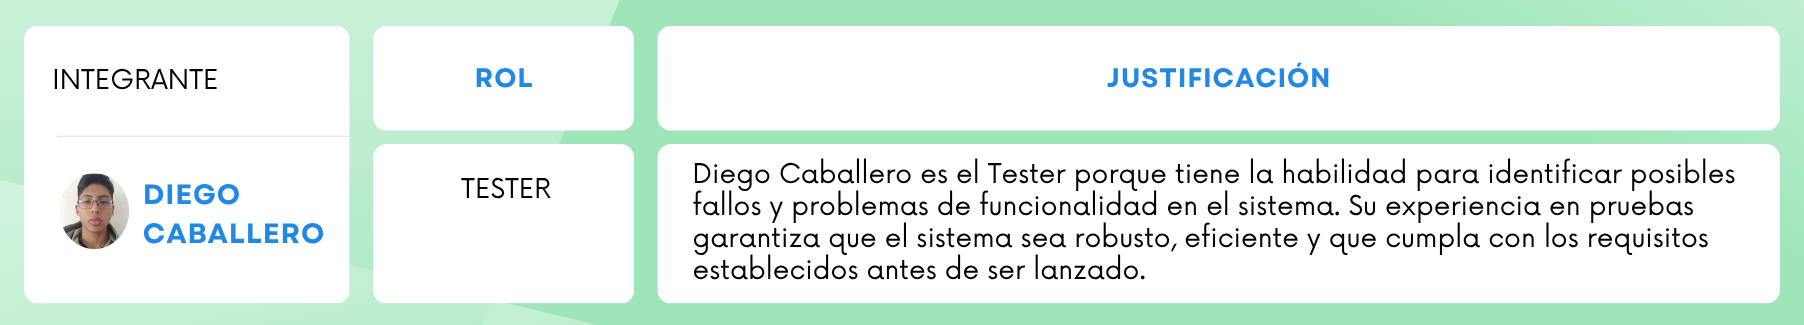 INTEGRANTE
ROL
JUSTIFICACIÓN
DIEGO
CABALLERO
TESTER
Diego Caballero es el Tester porque tiene la habilidad para identificar posibles
fallos y problemas de funcionalidad en el sistema. Su experiencia en pruebas
garantiza que el sistema sea robusto, eficiente y que cumpla con los requisitos
establecidos antes de ser lanzado.